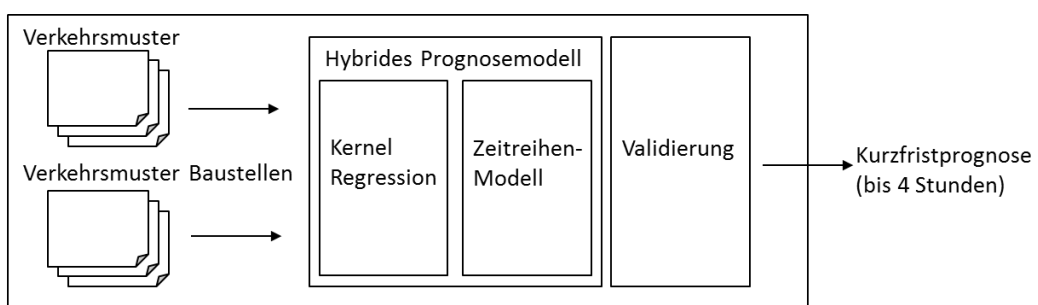 Verkehrsmuster
Verkehrsmuster Baustellen
Hybrides Prognosemodell
Kernel
Regression
Zeitreihen-
Modell
Validierung
Kurzfristprognose
(bis 4 Stunden)